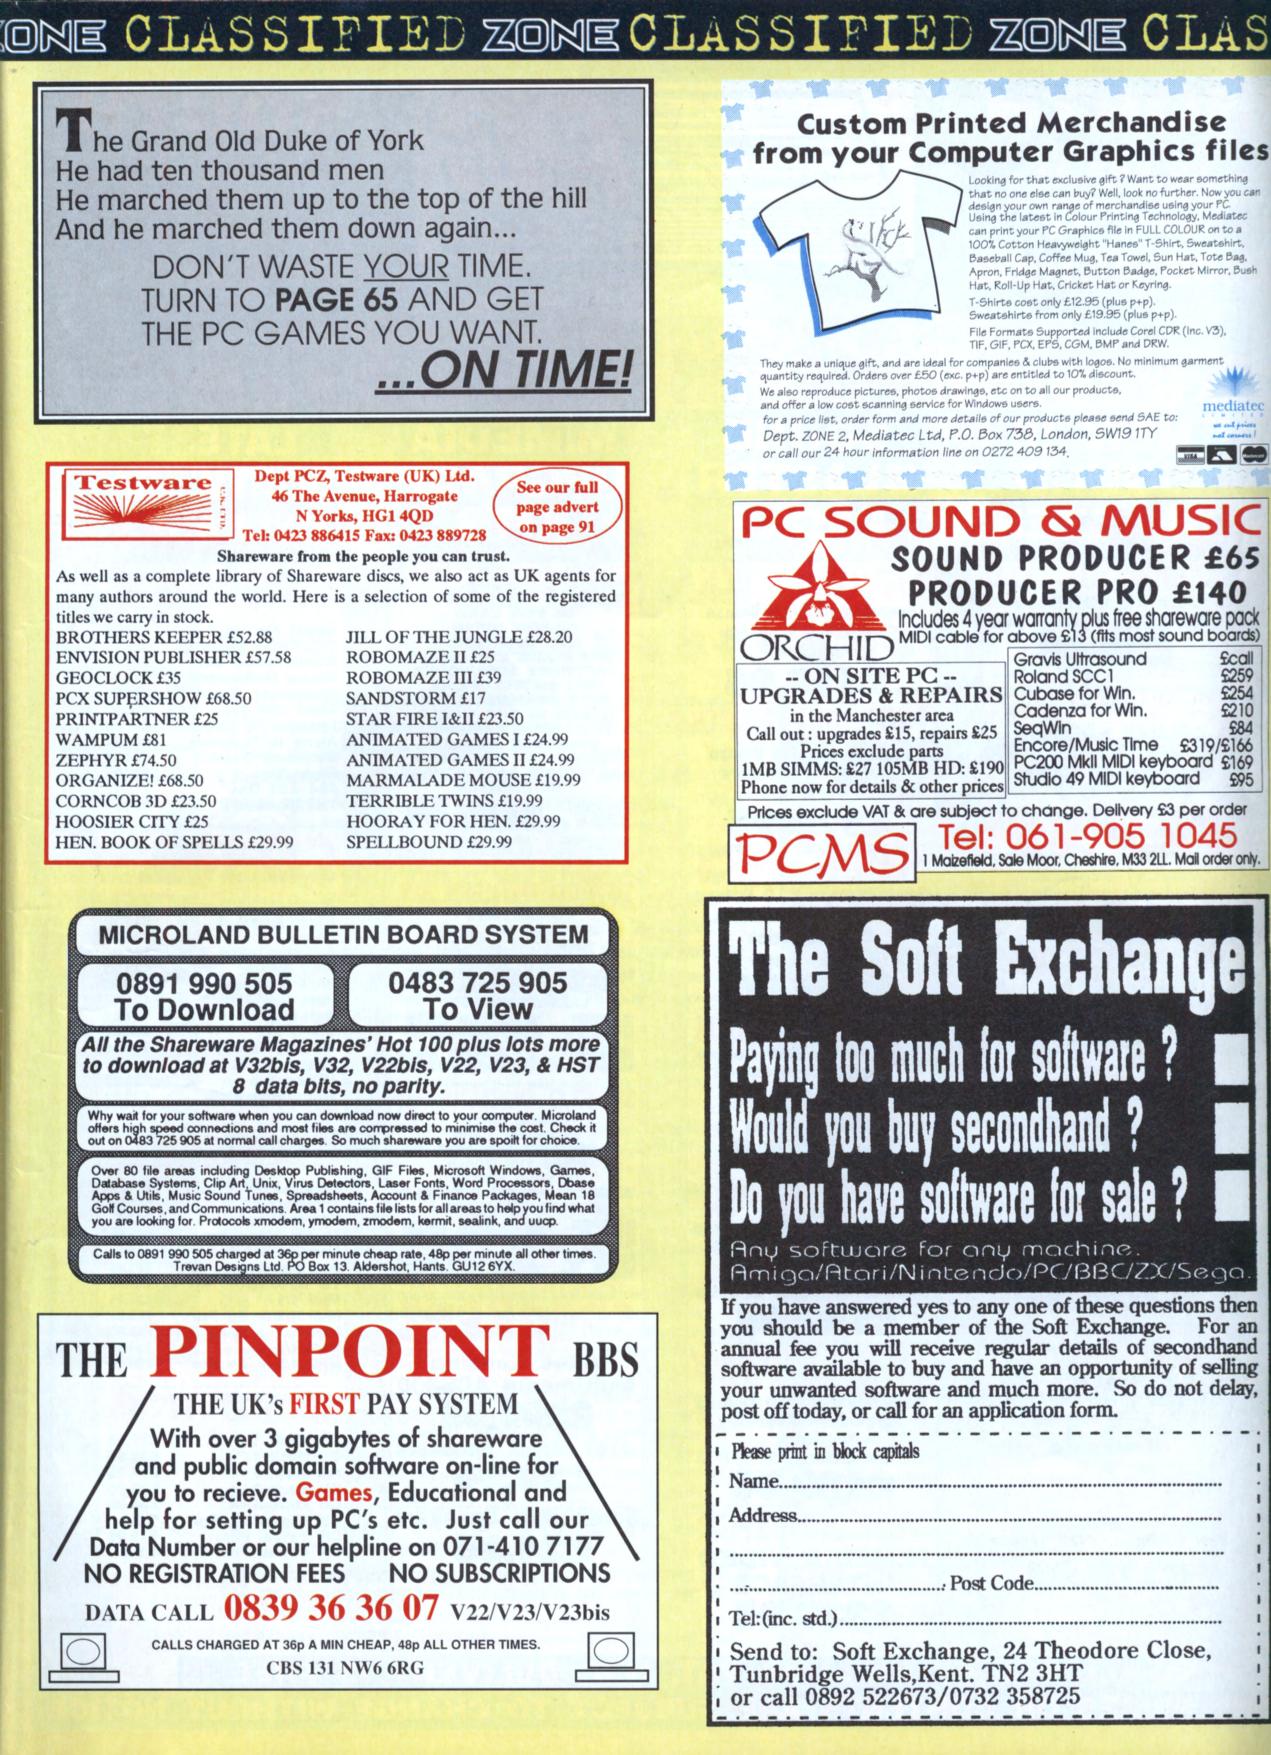 ZONE CLASSIFIED ZONE CLASSIFIED ZONE CLAS
The Grand Old Duke of York
He had ten thousand men
He marched them up to the top of the hill
And he marched them down again...
DON'T WASTE YOUR TIME.
TURN TO PAGE 65 AND GET
THE PC GAMES YOU WANT.
...ON TIME!
Testware
Dept PCZ, Testware (UK) Ltd.
46 The Avenue, Harrogate
N Yorks, HG1 4QD
Tel: 0423 886415 Fax: 0423 889728
See our full
page advert
on page 91
Shareware from the people you can trust.
As well as a complete library of Shareware discs, we also act as UK agents for
many authors around the world. Here is a selection of some of the registered
titles we carry in stock.
BROTHERS KEEPER £52.88
ENVISION PUBLISHER £57.58
GEOCLOCK £35
PCX SUPERSHOW £68.50
PRINTPARTNER £25
WAMPUM £81
ZEPHYR £74.50
ORGANIZE! £68.50
CORNCOB 3D £23.50
HOOSIER CITY £25
HEN. BOOK OF SPELLS £29.99
JILL OF THE JUNGLE £28.20
ROBOMAZE II £25
ROBOMAZE III £39
SANDSTORM £17
STAR FIRE I&II £23.50
ANIMATED GAMES I £24.99
ANIMATED GAMES II £24.99
MARMALADE MOUSE £19.99
TERRIBLE TWINS £19.99
HOORAY FOR HEN. £29.99
SPELLBOUND £29.99
MICROLAND BULLETIN BOARD SYSTEM
0891 990 505
To Download
0483 725 905
To View
All the Shareware Magazines' Hot 100 plus lots more
to download at V32bis, V32, V22bis, V22, V23, & HST
8 data bits, no parity.
Why wait for your software when you can download now direct to your computer. Microland
offers high speed connections and most files are compressed to minimise the cost. Check it
out on 0483 725 905 at normal call charges. So much shareware you are spoilt for choice.
Over 80 file areas including Desktop Publishing, GIF Files, Microsoft Windows, Games,
Database Systems, Clip Art, Unix, Virus Detectors, Laser Fonts, Word Processors, Dbase
Apps & Utils, Music Sound Tunes, Spreadsheets, Account & Finance Packages, Mean 18
Golf Courses, and Communications. Area 1 contains file lists for all areas to help you find what
you are looking for. Protocols xmodem, ymodem, zmodem, kermit, sealink, and uucp.
Calls to 0891 990 505 charged at 36p per minute cheap rate, 48p per minute all other times.
Trevan Designs Ltd. PO Box 13. Aldershot, Hants. GU12 6YX.
THE PINPOINT BBS
THE UK's FIRST PAY SYSTEM
With over 3 gigabytes of shareware
and public domain software on-line for
you to recieve. Games, Educational and
help for setting up PC's etc. Just call our
Data Number or our helpline on 071-410 7177
NO REGISTRATION FEES NO SUBSCRIPTIONS
DATA CALL 0839 36 36 07 V22/V23/V23bis
CALLS CHARGED AT 36p A MIN CHEAP, 48p ALL OTHER TIMES.
CBS 131 NW6 6RG
Custom Printed Merchandise
from your Computer Graphics files
Looking for that exclusive gift ? Want to wear something
that no one else can buy? Well, look no further. Now you can
design your own range of merchandise using your PC.
Using the latest in Colour Printing Technology, Mediatec
can print your PC Graphics file in FULL COLOUR on to a
100% Cotton Heavyweight "Hanes" T-Shirt, Sweatshirt,
Baseball Cap, Coffee Mug, Tea Towel, Sun Hat, Tote Bag,
Apron, Fridge Magnet, Button Badge, Pocket Mirror, Bush
Hat, Roll-Up Hat, Cricket Hat or Keyring.
T-Shirts cost only £12.95 (plus p+p).
Sweatshirts from only £19.95 (plus p+p).
File Formats Supported include Corel CDR (Inc. V3),
TIF, GIF, PCX, EPS, CGM, BMP and DRW.
They make a unique gift, and are ideal for companies & clubs with logos. No minimum garment
quantity required. Orders over £50 (exc. p+p) are entitled to 10% discount.
We also reproduce pictures, photos drawings, etc on to all our products,
and offer a low cost scanning service for Windows users.
for a price list, order form and more details of our products please send SAE to:
Dept. ZONE 2, Mediatec Ltd, P.O. Box 738, London, SW19 1TY
or call our 24 hour information line on 0272 409 134.
mediatec
LIMITED
we cut prices
not corners!
VISA
PC SOUND & MUSIC
SOUND PRODUCER £65
PRODUCER PRO £140
Includes 4 year warranty plus free shareware pack
MIDI cable for above £13 (fits most sound boards)
ORCHID
-- ON SITE PC --
UPGRADES & REPAIRS
in the Manchester area
Call out : upgrades £15, repairs £25
Prices exclude parts
1MB SIMMS: £27 105MB HD: £190
Phone now for details & other prices
Gravis Ultrasound £call
Roland SCC1 £259
Cubase for Win. £254
Cadenza for Win. £210
SeqWin £84
Encore/Music Time £319/£166
PC200 MkII MIDI keyboard £169
Studio 49 MIDI keyboard £95
Prices exclude VAT & are subject to change. Delivery £3 per order
PCMS
Tel: 061-905 1045
1 Maizefield, Sale Moor, Cheshire, M33 2LL. Mail order only.
The Soft Exchange
Paying too much for software ?
Would you buy secondhand ?
Do you have software for sale ?
Any software for any machine.
Amiga/Atari/Nintendo/PC/BBC/ZX/Sega.
If you have answered yes to any one of these questions then
you should be a member of the Soft Exchange. For an
annual fee you will receive regular details of secondhand
software available to buy and have an opportunity of selling
your unwanted software and much more. So do not delay,
post off today, or call for an application form.
Please print in block capitals
Name
Address
Post Code
Tel:(inc. std.)
Send to: Soft Exchange, 24 Theodore Close,
Tunbridge Wells,Kent. TN2 3HT
or call 0892 522673/0732 358725